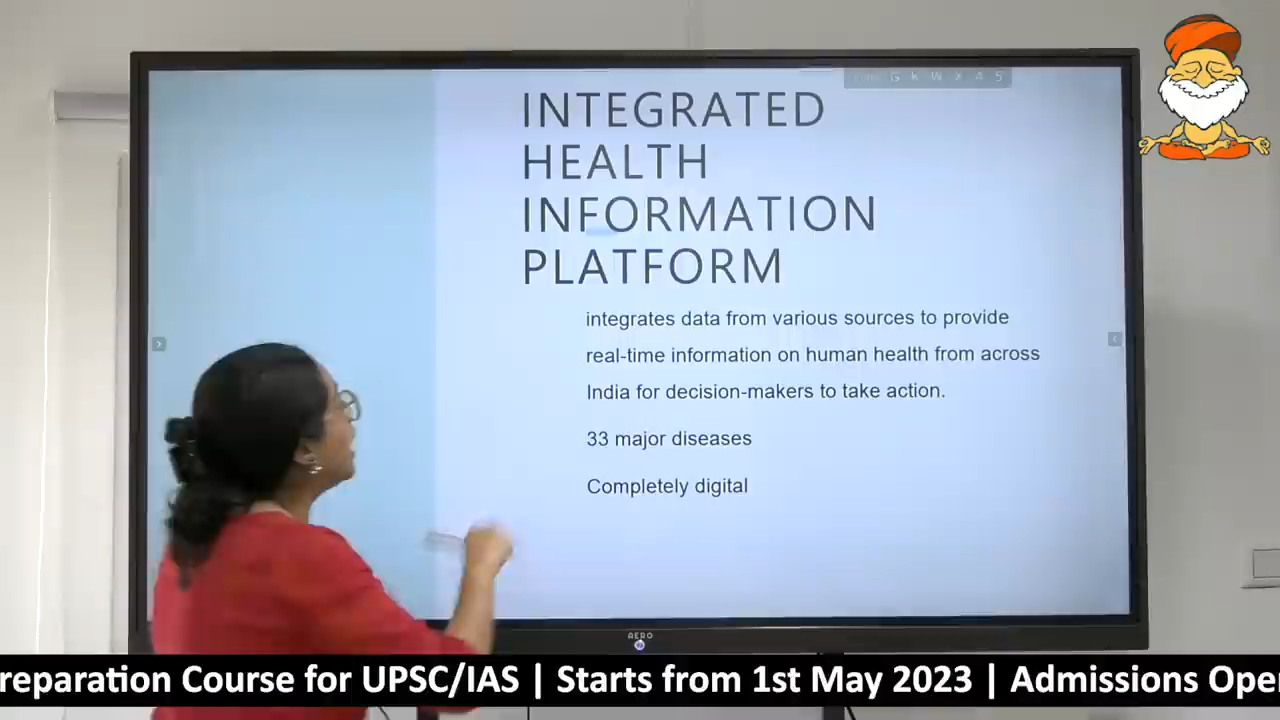 INTEGRATED
HEALTH
INFORMATION
PLATFORM
integrates data from various sources to provide
real-time information on human health from across
India for decision-makers to take action.
33 major diseases
Completely digital
AERO
reparation Course for UPSC/IAS | Starts from 1st May 2023 | Admissions Oper